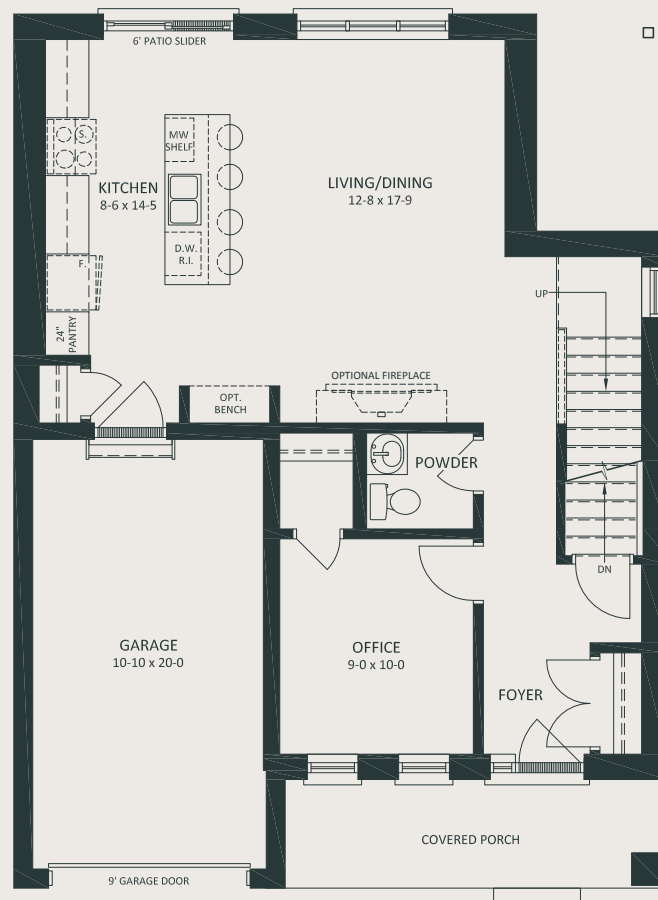 6' PATIO SLIDER
S.
MW
SHELF
KITCHEN
8-6 x 14-5
LIVING/DINING
12-8 x 17-9
D.W.
R.I.
F.
UP
24"
PANTRY
OPTIONAL FIREPLACE
OPT.
BENCH
POWDER
DN
GARAGE
10-10 x 20-0
OFFICE
9-0 x 10-0
FOYER
COVERED PORCH
9' GARAGE DOOR